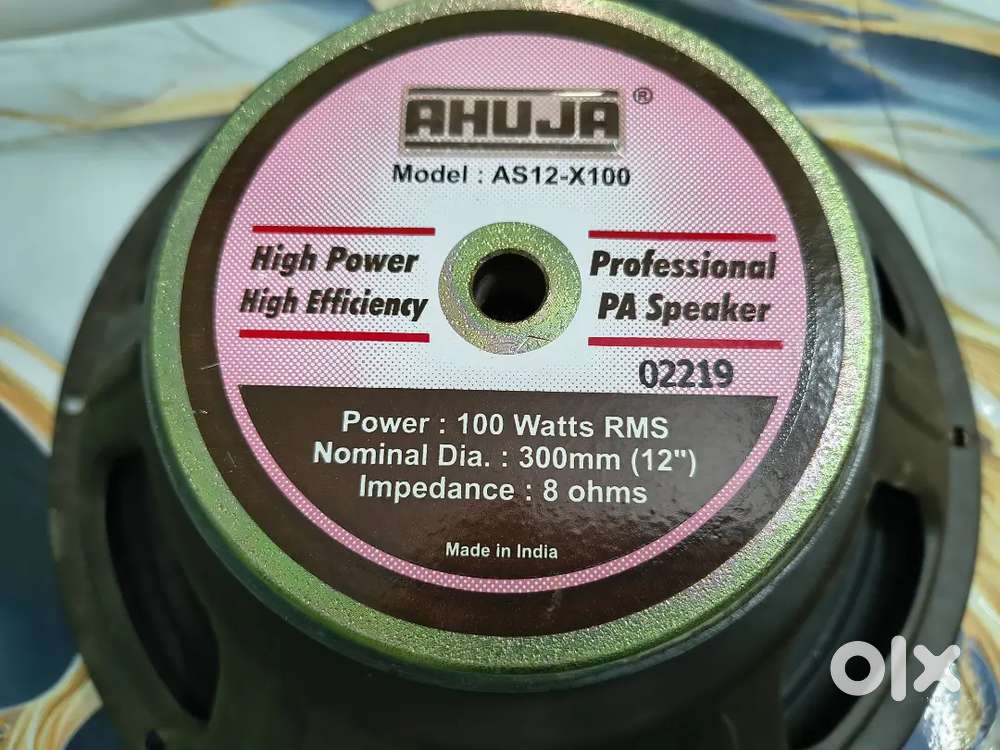 AHUJA ®
Model : AS12-X100
High Power
High Efficiency
Professional
PA Speaker
02219
Power : 100 Watts RMS
Nominal Dia. : 300mm (12")
Impedance : 8 ohms
Made in India
olx